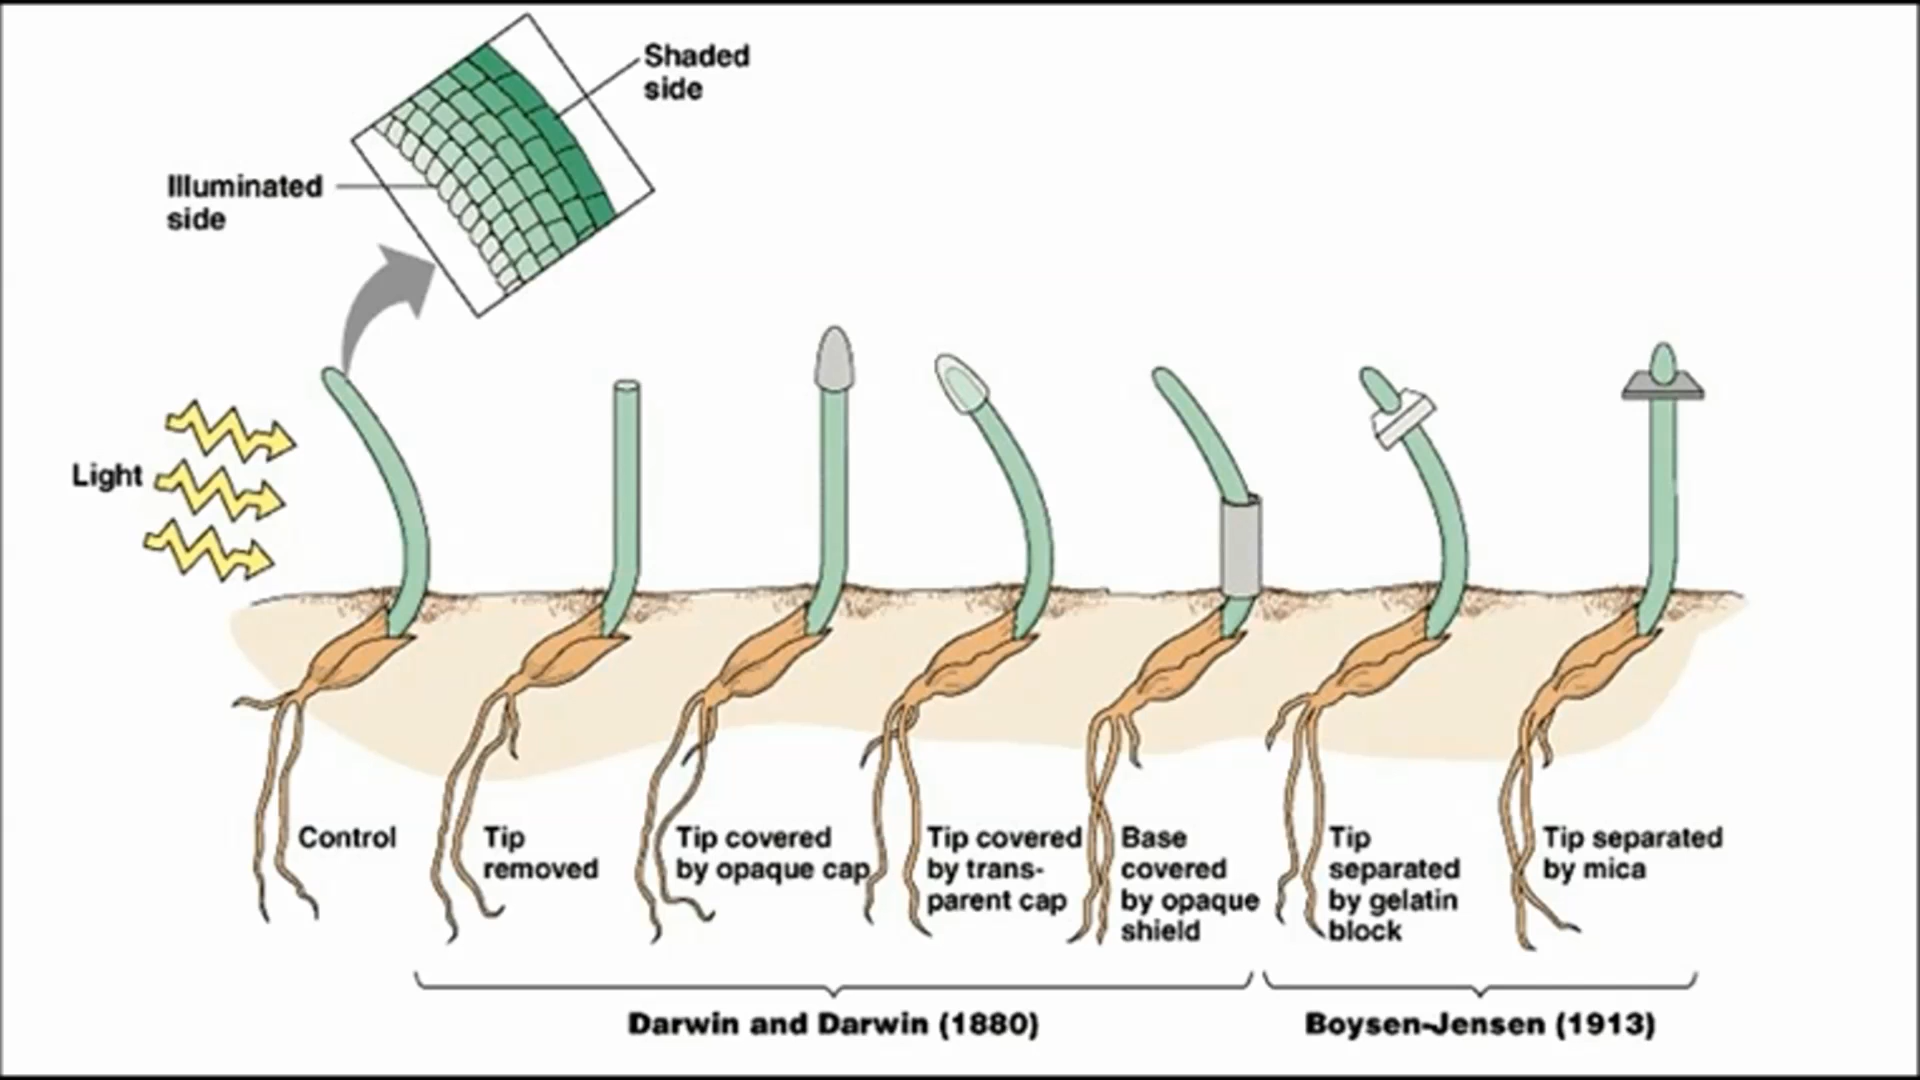 Shaded
side
Illuminated
side
Light
Control
Tip
removed
Tip covered
by opaque cap
Tip covered
by trans-
parent cap
Base
covered
by opaque
shield
Tip
separated
by gelatin
block
Tip separated
by mica
Darwin and Darwin (1880)
Boysen-Jensen (1913)